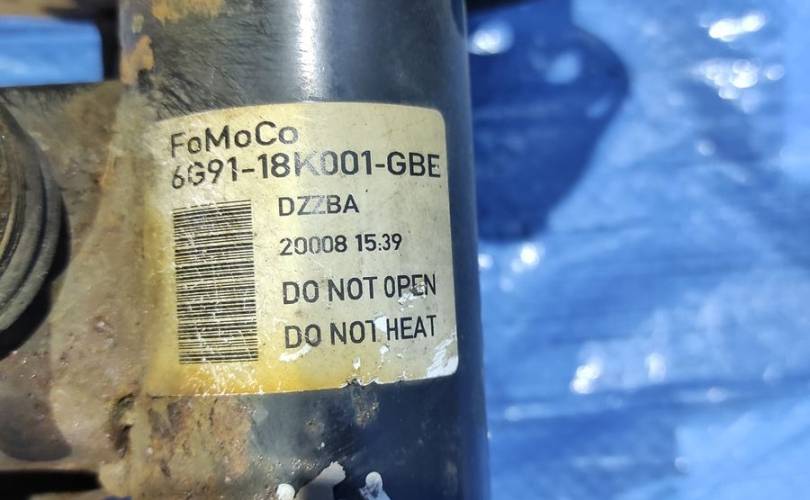 FoMoCo
6G91-18K001-GBE
DZZBA
20008 15:39
DO NOT OPEN
DO NOT HEAT